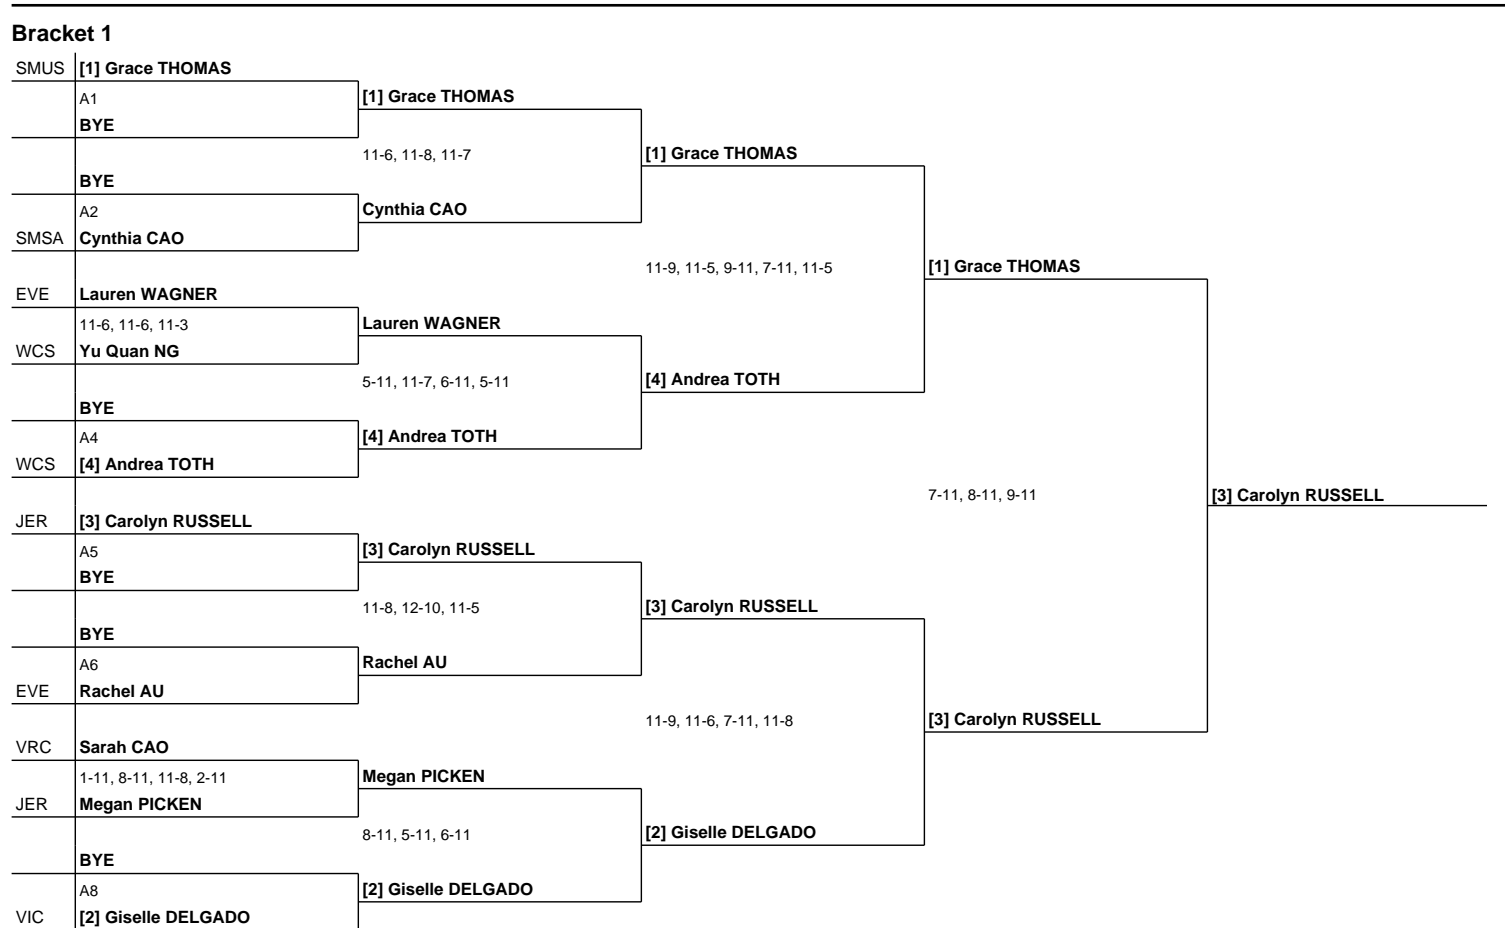 Bracket 1
SMUS [1] Grace THOMAS
A1 [1] Grace THOMAS
BYE
11-6, 11-8, 11-7 [1] Grace THOMAS
BYE
A2 Cynthia CAO
SMSA Cynthia CAO
11-9, 11-5, 9-11, 7-11, 11-5 [1] Grace THOMAS
EVE Lauren WAGNER
11-6, 11-6, 11-3 Lauren WAGNER
WCS Yu Quan NG
5-11, 11-7, 6-11, 5-11 [4] Andrea TOTH
BYE
A4 [4] Andrea TOTH
WCS [4] Andrea TOTH
7-11, 8-11, 9-11 [3] Carolyn RUSSELL
JER [3] Carolyn RUSSELL
A5 [3] Carolyn RUSSELL
BYE
11-8, 12-10, 11-5 [3] Carolyn RUSSELL
BYE
A6 Rachel AU
EVE Rachel AU
11-9, 11-6, 7-11, 11-8 [3] Carolyn RUSSELL
VRC Sarah CAO
1-11, 8-11, 11-8, 2-11 Megan PICKEN
JER Megan PICKEN
8-11, 5-11, 6-11 [2] Giselle DELGADO
BYE
A8 [2] Giselle DELGADO
VIC [2] Giselle DELGADO